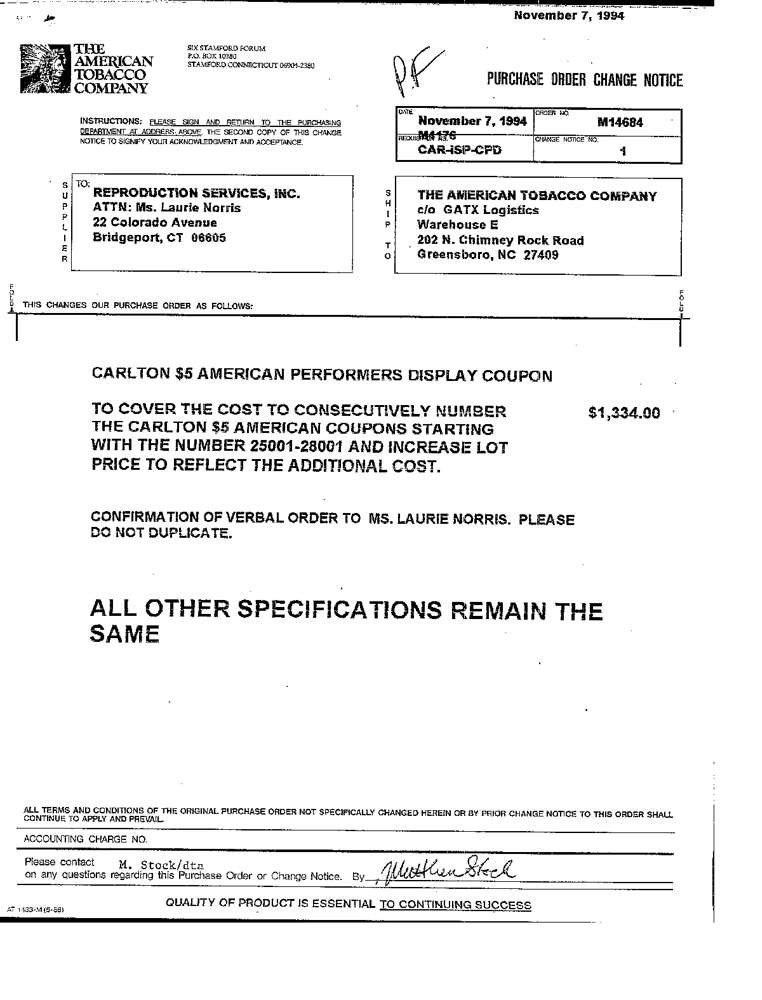 November 7, 1994
THE
AMERICAN
TOBACCO
COMPANY
SIX STAMFORD FORUM
P.O. BOX 10380
STAMFORD CONNECTICUT 06904-2380
PF
PURCHASE ORDER CHANGE NOTICE
INSTRUCTIONS: PLEASE SIGN AND RETURN TO THE PURCHASING
DEPARTMENT AT ADDRESS ABOVE, THE SECOND COPY OF THIS CHANGE
NOTICE TO SIGNIFY YOUR ACKNOWLEDGMENT AND ACCEPTANCE.
DATE
November 7, 1994
ORDER NO.
M14684
M4176
CAR-ISP-CPD
CHANGE NOTICE NO.
1
SUPPLIER
TO:
REPRODUCTION SERVICES, INC.
ATTN: Ms. Laurie Norris
22 Colorado Avenue
Bridgeport, CT 06605
SHIP TO
THE AMERICAN TOBACCO COMPANY
c/o GATX Logistics
Warehouse E
202 N. Chimney Rock Road
Greensboro, NC 27409
FOLD
FOLD
THIS CHANGES OUR PURCHASE ORDER AS FOLLOWS:
CARLTON $5 AMERICAN PERFORMERS DISPLAY COUPON
TO COVER THE COST TO CONSECUTIVELY NUMBER $1,334.00
THE CARLTON $5 AMERICAN COUPONS STARTING
WITH THE NUMBER 25001-28001 AND INCREASE LOT
PRICE TO REFLECT THE ADDITIONAL COST.
CONFIRMATION OF VERBAL ORDER TO MS. LAURIE NORRIS. PLEASE
DO NOT DUPLICATE.
ALL OTHER SPECIFICATIONS REMAIN THE
SAME
ALL TERMS AND CONDITIONS OF THE ORIGINAL PURCHASE ORDER NOT SPECIFICALLY CHANGED HEREIN OR BY PRIOR CHANGE NOTICE TO THIS ORDER SHALL
CONTINUE TO APPLY AND PREVAIL.
ACCOUNTING CHARGE NO.
Please contact M. Stock/dtn
on any questions regarding this Purchase Order or Change Notice. By
QUALITY OF PRODUCT IS ESSENTIAL TO CONTINUING SUCCESS
AT 1433-M (5-88)